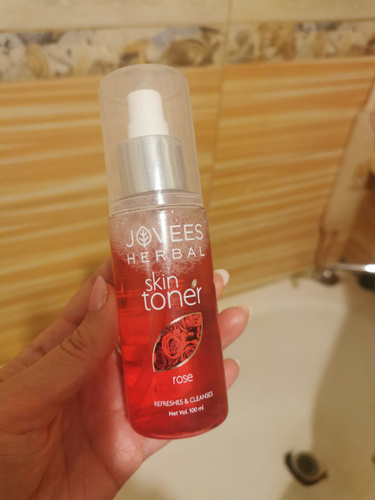 JOVEES
HERBAL
skin
toner
rose
REFRESHES & CLEANSES
Net Vol. 100 ml